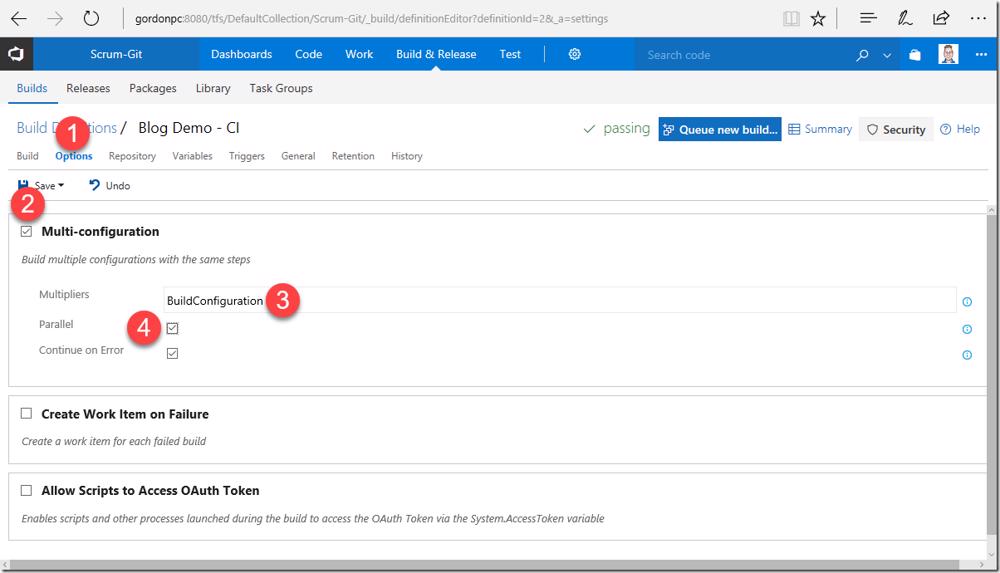 gordonpc:8080/tfs/DefaultCollection/Scrum-Git/_build/definitionEditor?definitionId=2&_a=settings
Scrum-Git Dashboards Code Work Build & Release Test Search code
Builds Releases Packages Library Task Groups
Build D 1 tions / Blog Demo - CI passing Queue new build... Summary Security Help
Build Options Repository Variables Triggers General Retention History
Save Undo
2
Multi-configuration
Build multiple configurations with the same steps
Multipliers BuildConfiguration 3
Parallel 4
Continue on Error
Create Work Item on Failure
Create a work item for each failed build
Allow Scripts to Access OAuth Token
Enables scripts and other processes launched during the build to access the OAuth Token via the System.AccessToken variable